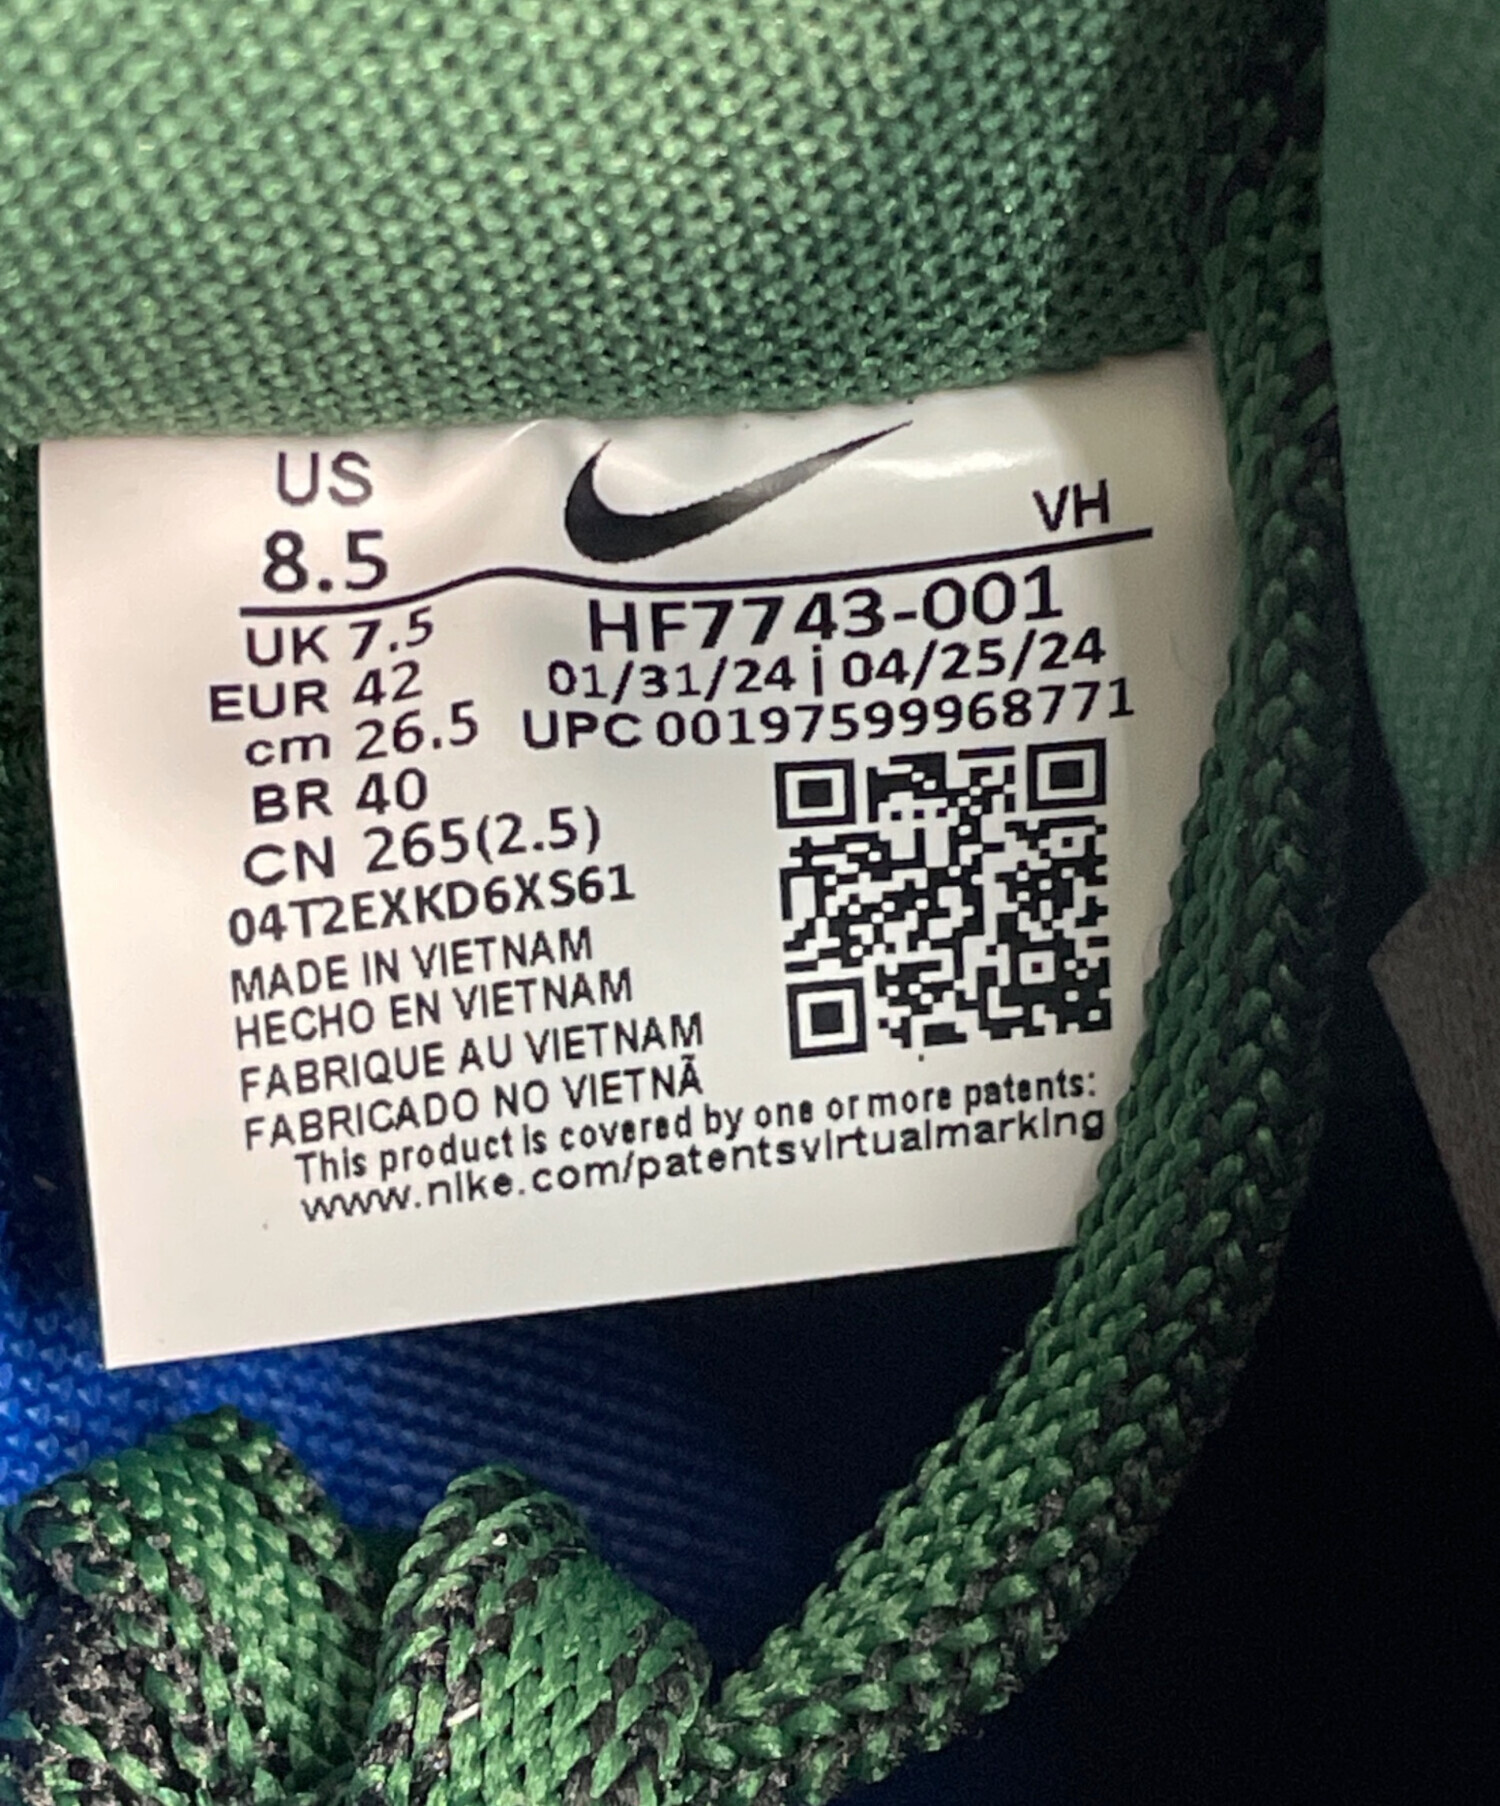 US
8.5
VH
UK 7.5
EUR 42
cm 26.5
BR 40
CN 265(2.5)
HF7743-001
01/31/24 | 04/25/24
UPC 00197599968771
04T2EXKD6XS61
MADE IN VIETNAM
HECHO EN VIETNAM
FABRIQUE AU VIETNAM
FABRICADO NO VIETNÃ
This product is covered by one or more patents:
www.nike.com/patentsvirtualmarking